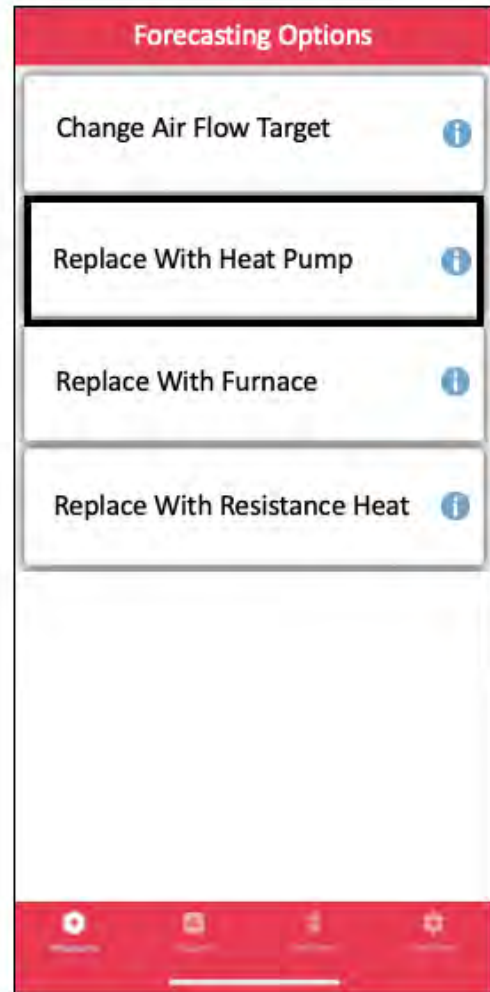 Forecasting Options
Change Air Flow Target
Replace With Heat Pump
Replace With Furnace
Replace With Resistance Heat